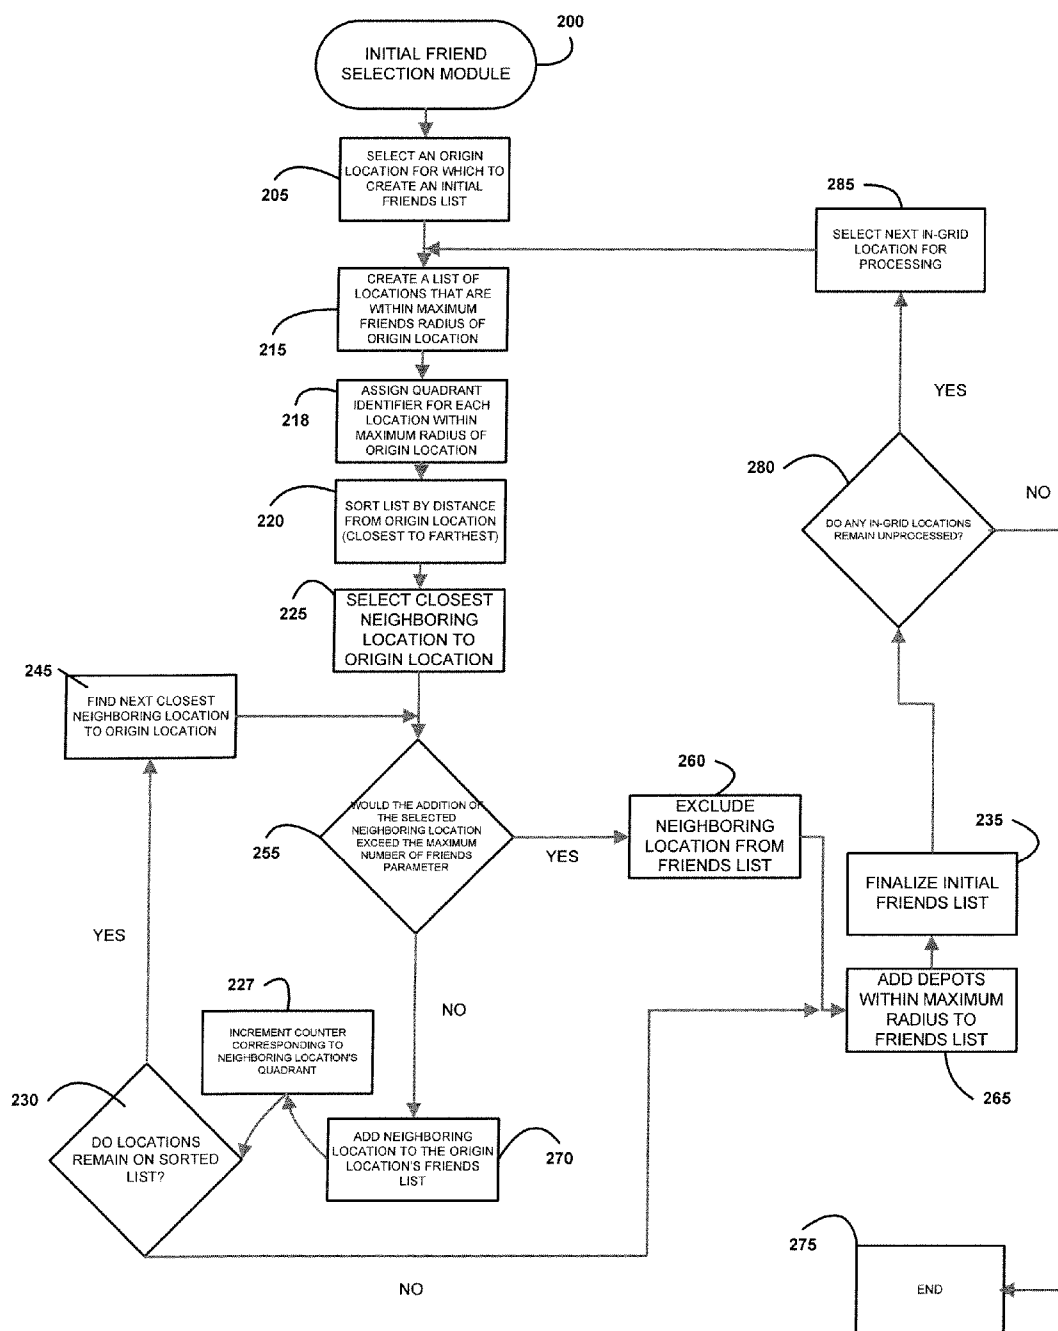 200
INITIAL FRIEND
SELECTION MODULE
205
SELECT AN ORIGIN
LOCATION FOR WHICH TO
CREATE AN INITIAL
FRIENDS LIST
285
SELECT NEXT IN-GRID
LOCATION FOR
PROCESSING
215
CREATE A LIST OF
LOCATIONS THAT ARE
WITHIN MAXIMUM
FRIENDS RADIUS OF
ORIGIN LOCATION
218
ASSIGN QUADRANT
IDENTIFIER FOR EACH
LOCATION WITHIN
MAXIMUM RADIUS OF
ORIGIN LOCATION
YES
280
NO
DO ANY IN-GRID LOCATIONS
REMAIN UNPROCESSED?
220
SORT LIST BY DISTANCE
FROM ORIGIN LOCATION
(CLOSEST TO FARTHEST)
225
SELECT CLOSEST
NEIGHBORING
LOCATION TO
ORIGIN LOCATION
245
FIND NEXT CLOSEST
NEIGHBORING LOCATION
TO ORIGIN LOCATION
255
WOULD THE ADDITION OF
THE SELECTED
NEIGHBORING LOCATION
EXCEED THE MAXIMUM
NUMBER OF FRIENDS
PARAMETER
YES
260
EXCLUDE
NEIGHBORING
LOCATION FROM
FRIENDS LIST
235
FINALIZE INITIAL
FRIENDS LIST
YES
227
INCREMENT COUNTER
CORRESPONDING TO
NEIGHBORING LOCATION'S
QUADRANT
NO
ADD DEPOTS
WITHIN MAXIMUM
RADIUS TO
FRIENDS LIST
265
230
DO LOCATIONS
REMAIN ON SORTED
LIST?
ADD NEIGHBORING
LOCATION TO THE ORIGIN
LOCATION'S FRIENDS
LIST
270
NO
275
END